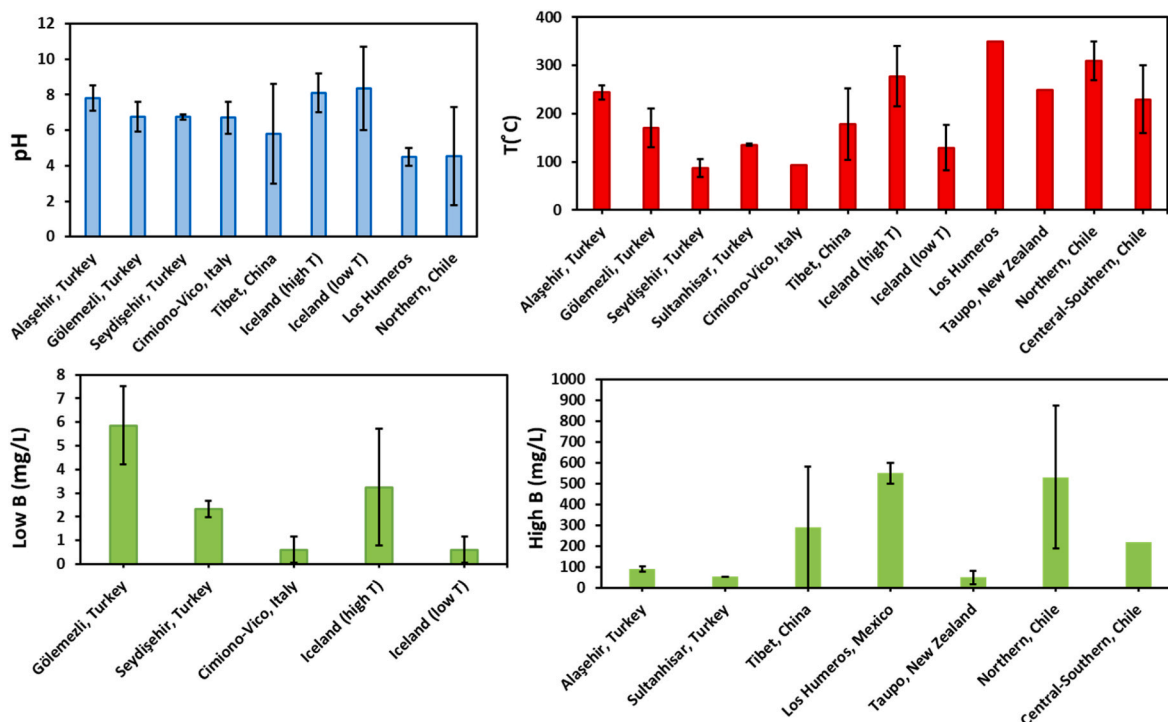 pH
12
10
8
6
4
2
0
Alaşehir, Turkey
Gölemezli, Turkey
Seydişehir, Turkey
Cimiono-Vico, Italy
Tibet, China
Iceland (high T)
Iceland (low T)
Los Humeros
Northern, Chile
T(°C)
400
300
200
100
0
Alaşehir, Turkey
Gölemezli, Turkey
Seydişehir, Turkey
Sultanhisar, Turkey
Cimiono-Vico, Italy
Tibet, China
Iceland (high T)
Iceland (low T)
Los Humeros
Taupo, New Zealand
Northern, Chile
Centeral-Southern, Chile
Low B (mg/L)
8
7
6
5
4
3
2
1
0
Gölemezli, Turkey
Seydişehir, Turkey
Cimiono-Vico, Italy
Iceland (high T)
Iceland (low T)
High B (mg/L)
1000
900
800
700
600
500
400
300
200
100
0
Alaşehir, Turkey
Sultanhisar, Turkey
Tibet, China
Los Humeros, Mexico
Taupo, New Zealand
Northern, Chile
Central-Southern, Chile